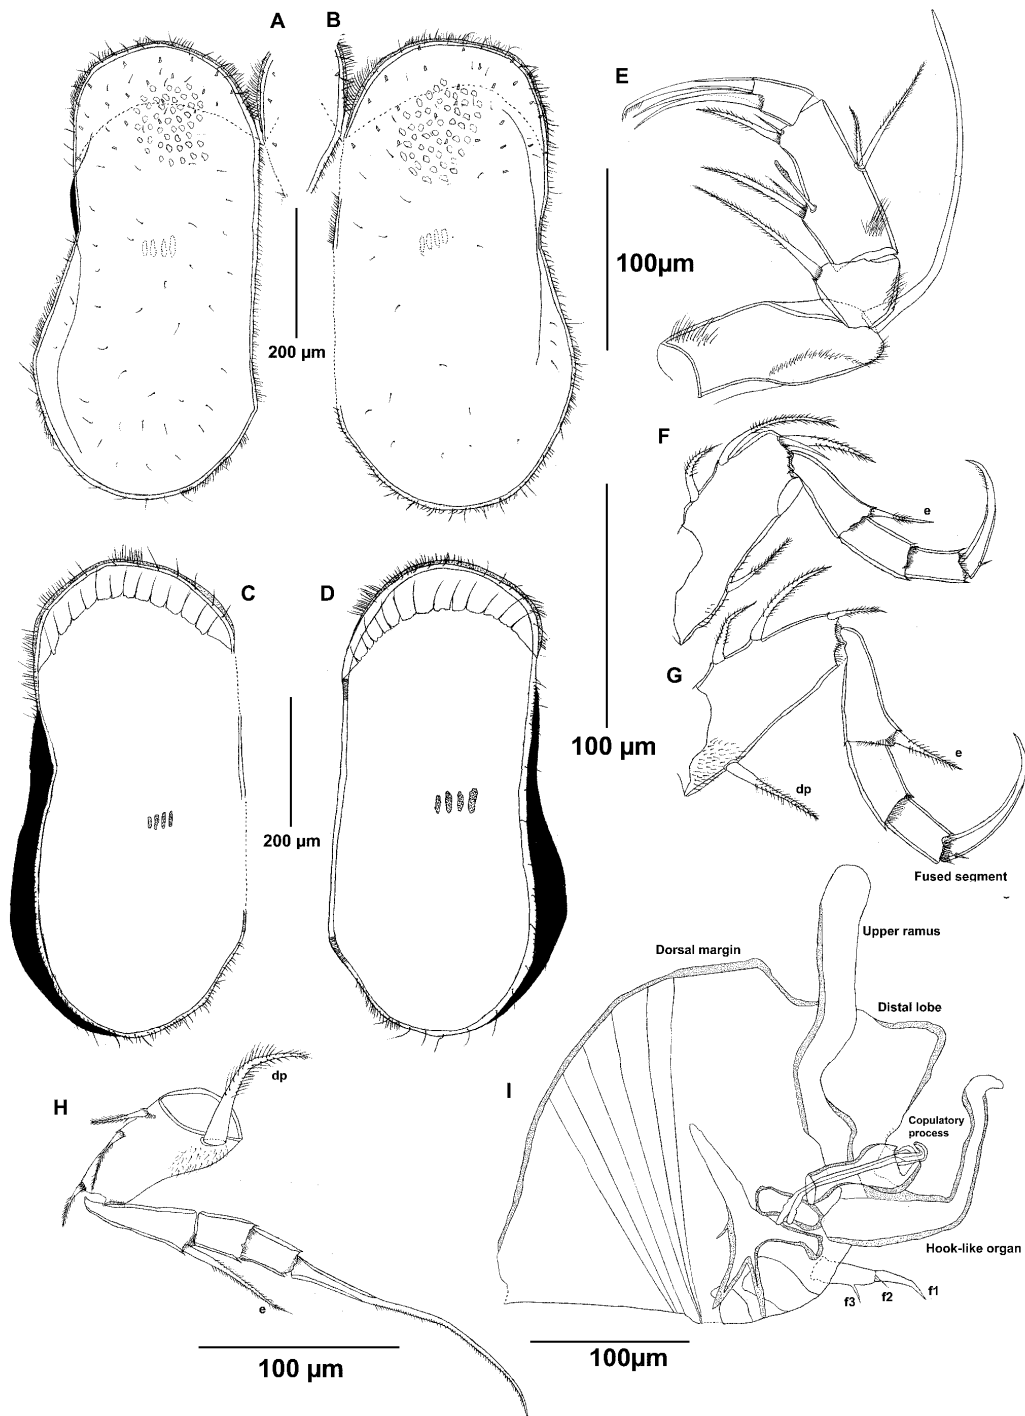 A B
E
100µm
200 µm
F
e
C D
G
100 µm
e
dp
200 µm
Fused segment
Upper ramus
Dorsal margin
Distal lobe
dp
H
I
Copulatory
process
Hook-like organ
e
f3 f2 f1
100 µm
100µm